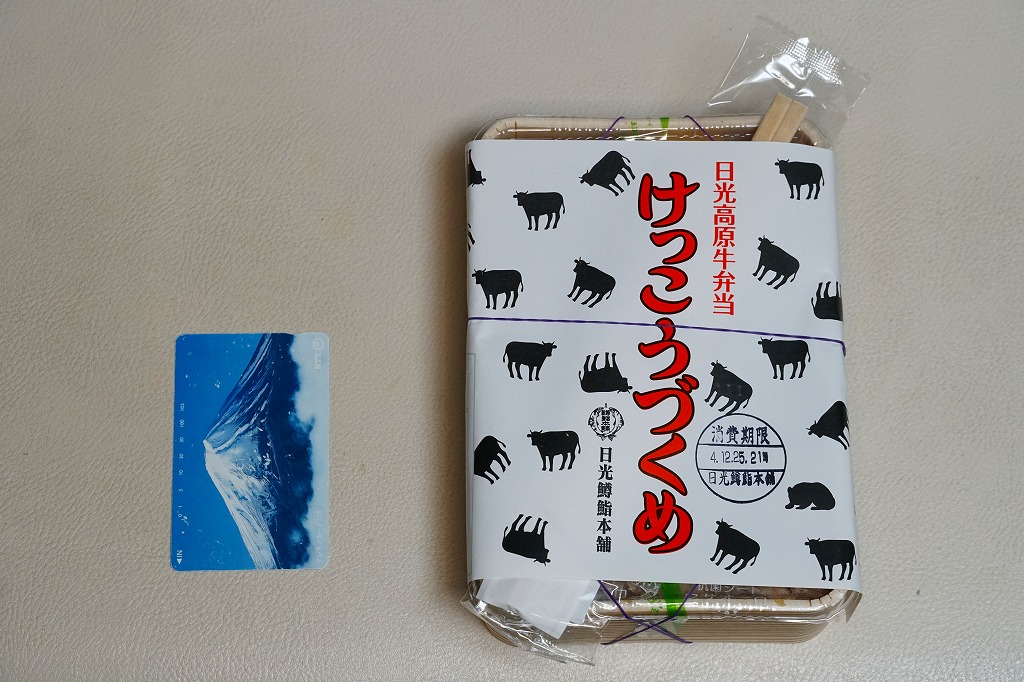 日光高原牛弁当
けっこうづくめ
日光鱒鮨本舗
消費期限
4.12.25.21時
日光鱒鮨本舗
IN